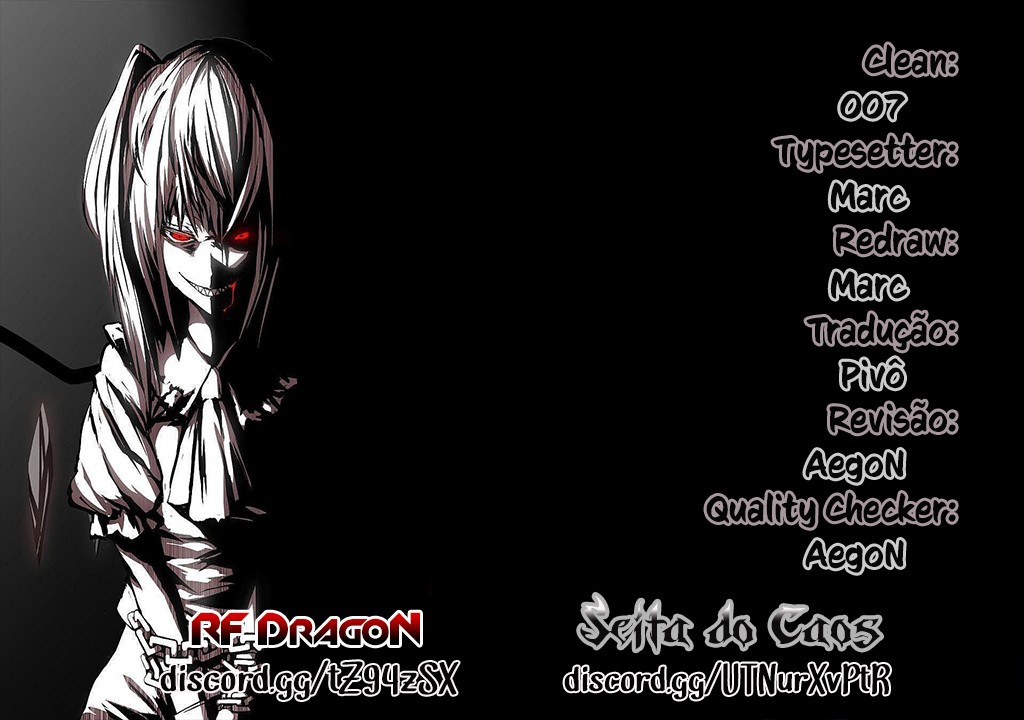 Clean:
007
Typesetter:
Marc
Redraw:
Marc
Tradução:
Pivô
Revisão:
AegoN
Quality Checker:
AegoN
RF DragoN
discord.gg/tZ94zSX
Seita do Caos
discord.gg/UTNurXvPtR